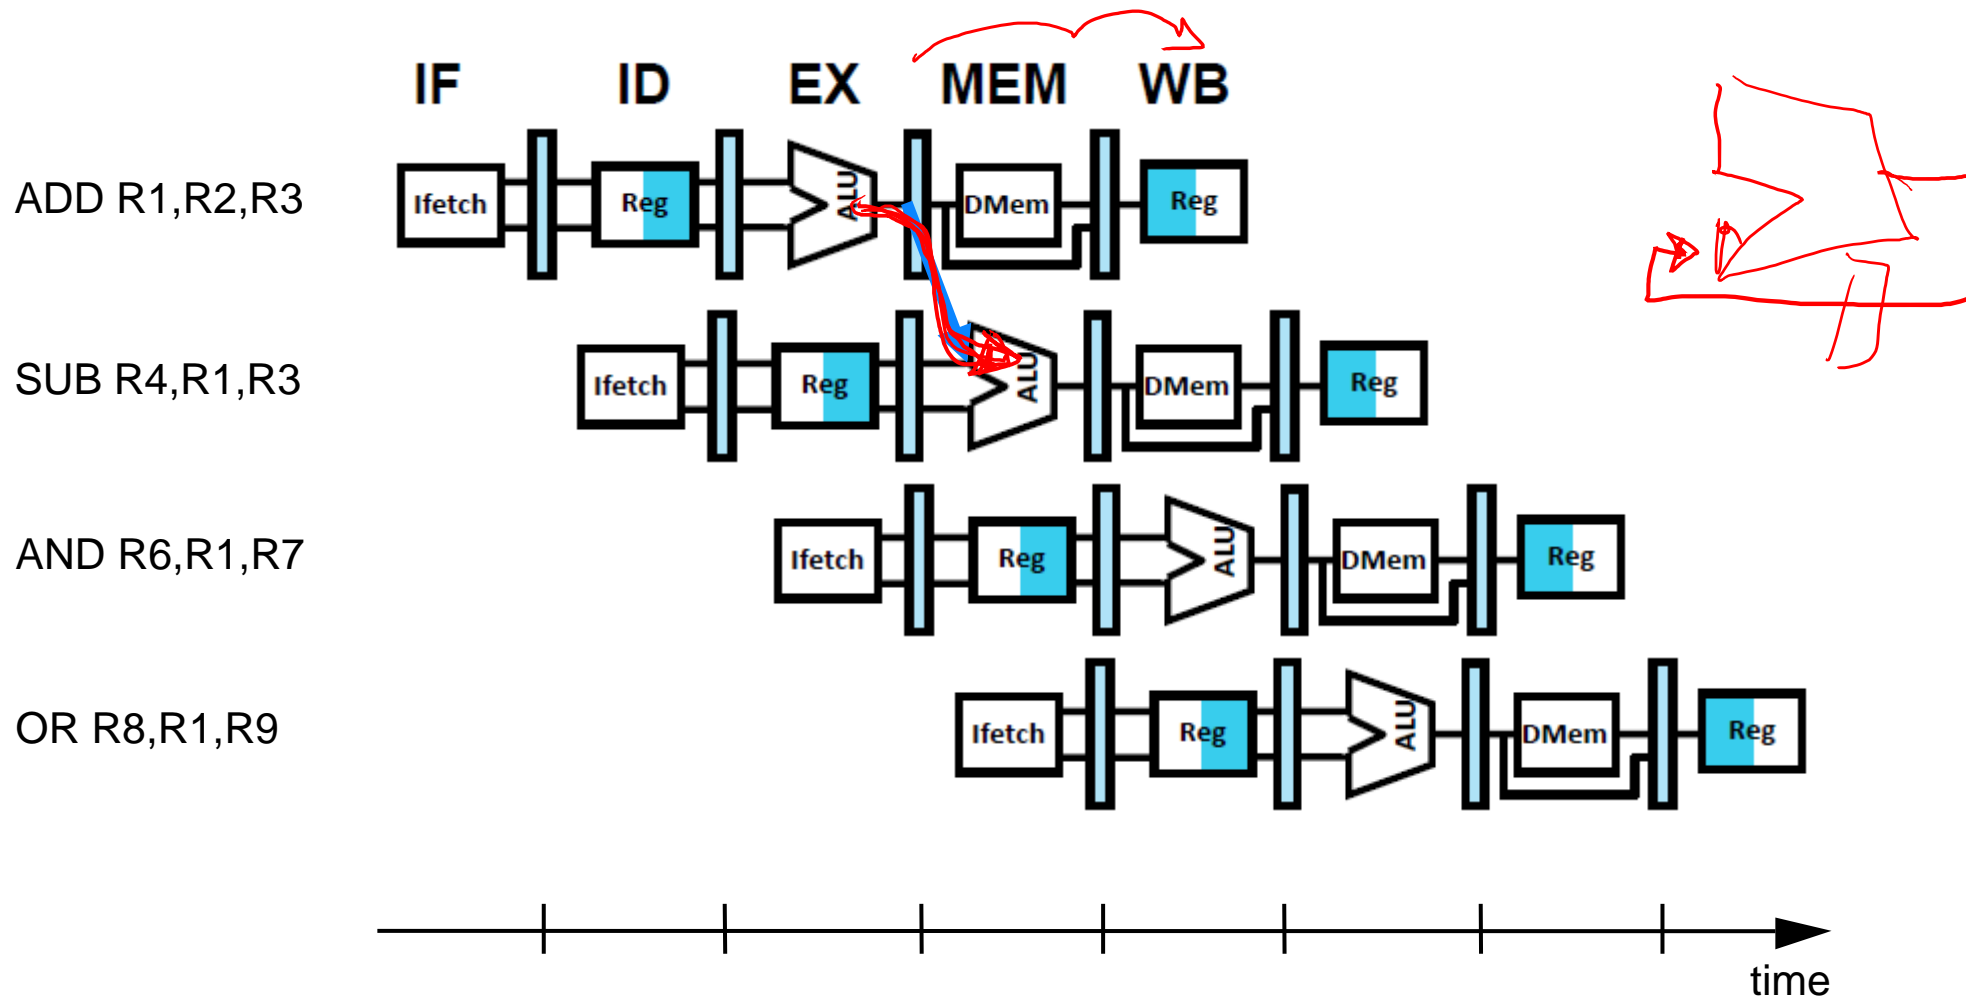 IF ID EX MEM WB
ADD R1,R2,R3 Ifetch Reg ALU DMem Reg
SUB R4,R1,R3 Ifetch Reg ALU DMem Reg
AND R6,R1,R7 Ifetch Reg ALU DMem Reg
OR R8,R1,R9 Ifetch Reg ALU DMem Reg
time